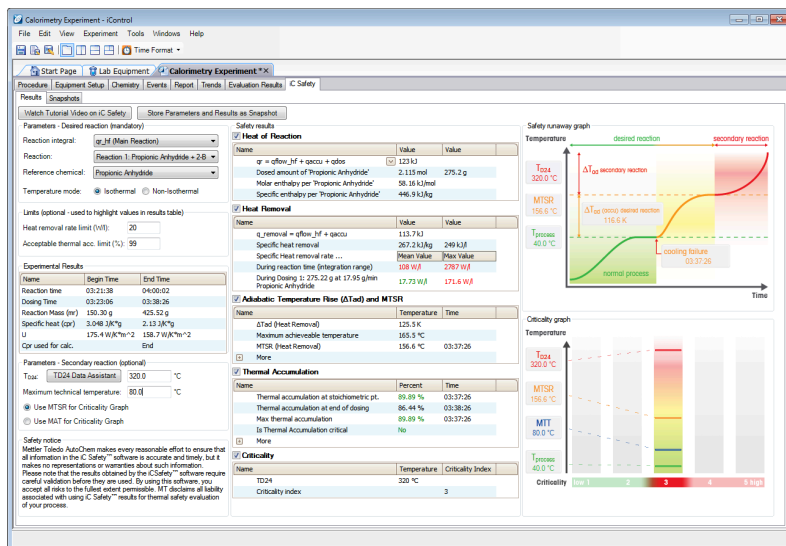 Calorimetry Experiment - iControl
File Edit View Experiment Tools Windows Help
Time Format
Start Page Lab Equipment Calorimetry Experiment *
Procedure Equipment Setup Chemistry Events Report Trends Evaluation Results iC Safety
Results Snapshots
Watch Tutorial Video on iC Safety Store Parameters and Results as Snapshot
Parameters - Desired reaction (mandatory)
Reaction integral: qr_hf (Main Reaction)
Reaction: Reaction 1: Propionic Anhydride + 2-B
Reference chemical: Propionic Anhydride
Temperature mode: Isothermal Non-Isothermal
Limits (optional - used to highlight values in results table)
Heat removal rate limit (W/l): 20
Acceptable thermal acc. limit (%): 99
Experimental Results
Name Begin Time End Time
Reaction time 03:21:38 04:00:02
Dosing Time 03:23:06 03:38:26
Reaction Mass (mr) 150.30 g 425.52 g
Specific heat (cpr) 3.048 J/K*g 2.13 J/K*g
U 175.4 W/K*m^2 158.7 W/K*m^2
Cpr used for calc. End
Parameters - Secondary reaction (optional)
TD24: TD24 Data Assistant 320.0 °C
Maximum technical temperature: 80.0 °C
Use MTSR for Criticality Graph
Use MAT for Criticality Graph
Safety notice
Mettler Toledo AutoChem makes every reasonable effort to ensure that
all information in the iC Safety™ software is accurate and timely, but it
makes no representations or warranties about such information.
Please note that the results obtained by the iCSafety™ software require
careful validation before they are used. By using this software, you
accept all risks to the fullest extent permissible. MT disclaims all liability
associated with using iC Safety™ results for thermal safety evaluation
of your process.
Safety results
Heat of Reaction
Name Value Value
qr = qflow_hf + qaccu + qdos 123 kJ
Dosed amount of 'Propionic Anhydride' 2.115 mol 275.2 g
Molar enthalpy per 'Propionic Anhydride' 58.16 kJ/mol
Specific enthalpy per 'Propionic Anhydride' 446.9 kJ/kg
Heat Removal
Name Value Value
q_removal = qflow_hf + qaccu 113.7 kJ
Specific heat removal 267.2 kJ/kg 249 kJ/l
Specific Heat removal rate ... Mean Value Max Value
During reaction time (integration range) 108 W/l 2787 W/l
During Dosing 1: 275.22 g at 17.95 g/min
Propionic Anhydride 17.73 W/l 171.6 W/l
Adiabatic Temperature Rise (ΔTad) and MTSR
Name Temperature Time
ΔTad (Heat Removal) 125.5 K
Maximum achieveable temperature 165.5 °C
MTSR (Heat Removal) 156.6 °C 03:37:26
More
Thermal Accumulation
Name Percent Time
Thermal accumulation at stoichiometric pt. 89.89 % 03:37:26
Thermal accumulation at end of dosing 86.44 % 03:38:26
Max thermal accumulation 89.89 % 03:37:26
Is Thermal Accumulation critical No
More
Criticality
Name Temperature Criticality Index
TD24 320 °C
Criticality index 3
Safety runaway graph
Temperature desired reaction secondary reaction
TD24
320.0 °C
ΔTad secondary reaction
MTSR
156.6 °C
ΔTad (accu) desired reaction
116.6 K
Tprocess
40.0 °C
cooling failure
03:37:26
normal process
Time
Criticality graph
Temperature
TD24
320.0 °C
MTSR
156.6 °C
MTT
80.0 °C
Tprocess
40.0 °C
Criticality low 1 2 3 4 5 high